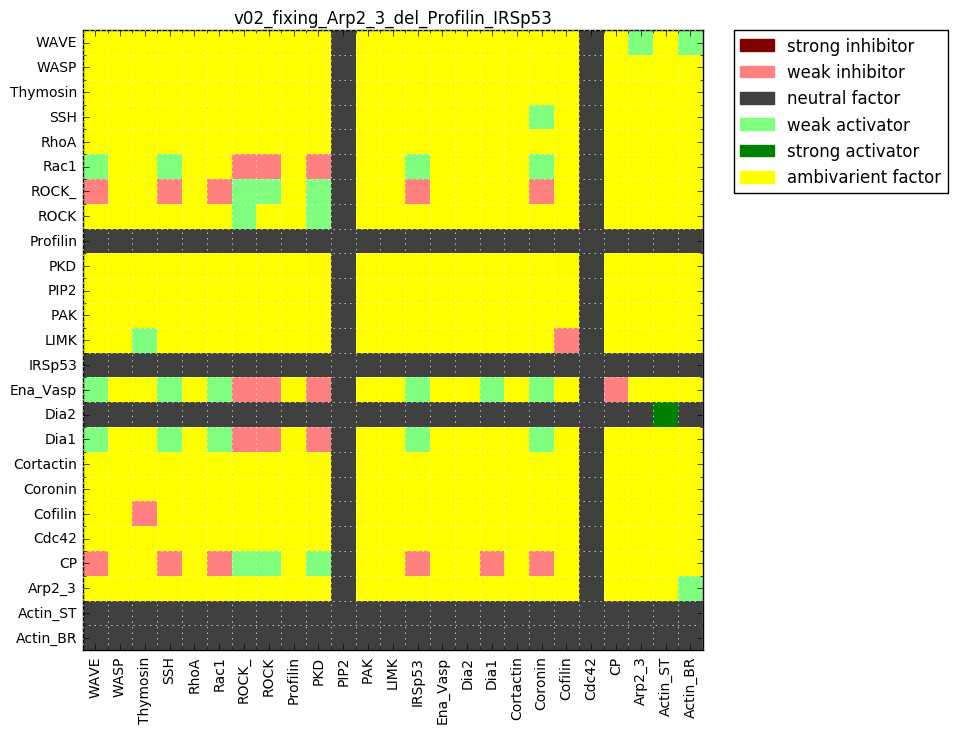 v02_fixing_Arp2_3_del_Profilin_IRSp53
WAVE
WASP
Thymosin
SSH
RhoA
Rac1
ROCK_
ROCK
Profilin
PKD
PIP2
PAK
LIMK
IRSp53
Ena_Vasp
Dia2
Dia1
Cortactin
Coronin
Cofilin
Cdc42
CP
Arp2_3
Actin_ST
Actin_BR
WAVE
WASP
Thymosin
SSH
RhoA
Rac1
ROCK_
ROCK
Profilin
PKD
PIP2
PAK
LIMK
IRSp53
Ena_Vasp
Dia2
Dia1
Cortactin
Coronin
Cofilin
Cdc42
CP
Arp2_3
Actin_ST
Actin_BR
strong inhibitor
weak inhibitor
neutral factor
weak activator
strong activator
ambivarient factor